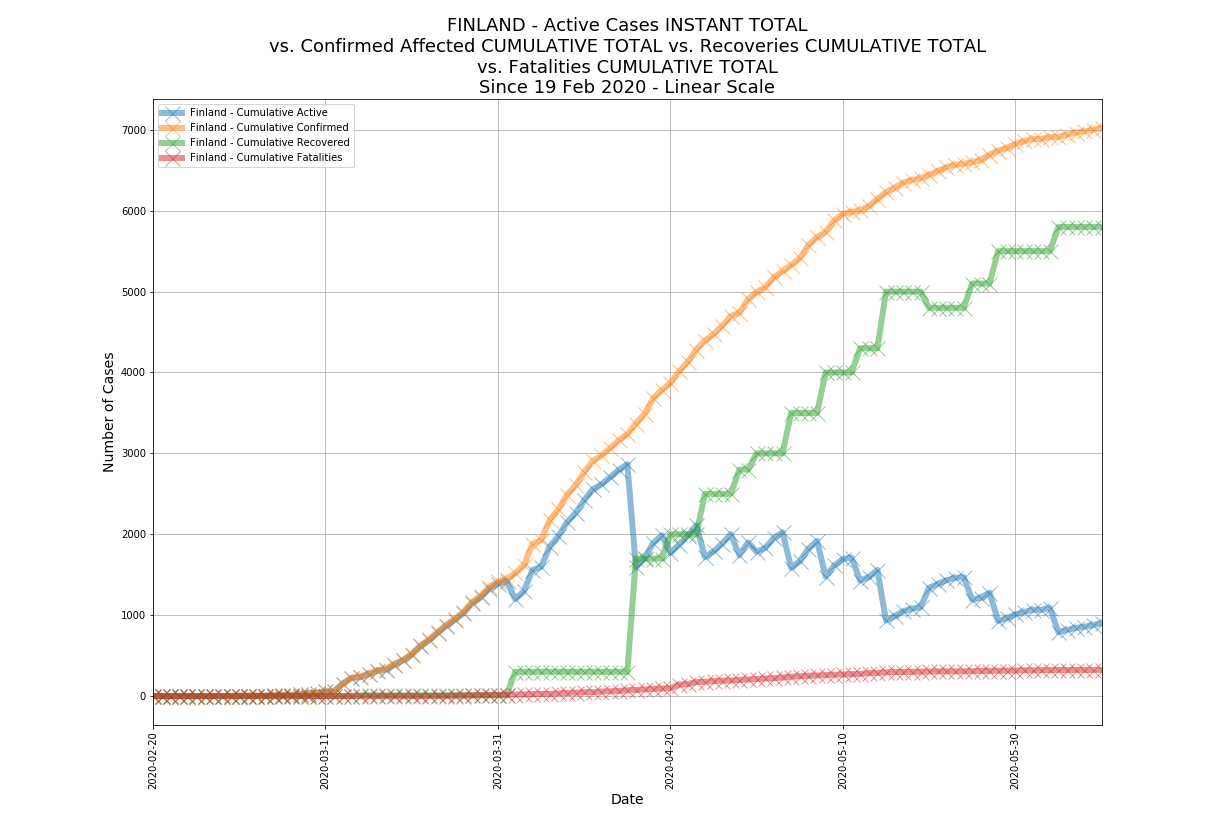 FINLAND - Active Cases INSTANT TOTAL
vs. Confirmed Affected CUMULATIVE TOTAL vs. Recoveries CUMULATIVE TOTAL
vs. Fatalities CUMULATIVE TOTAL
Since 19 Feb 2020 - Linear Scale
Finland - Cumulative Active
Finland - Cumulative Confirmed
Finland - Cumulative Recovered
Finland - Cumulative Fatalities
Number of Cases
7000
6000
5000
4000
3000
2000
1000
0
2020-02-20
2020-03-11
2020-03-31
2020-04-20
2020-05-10
2020-05-30
Date